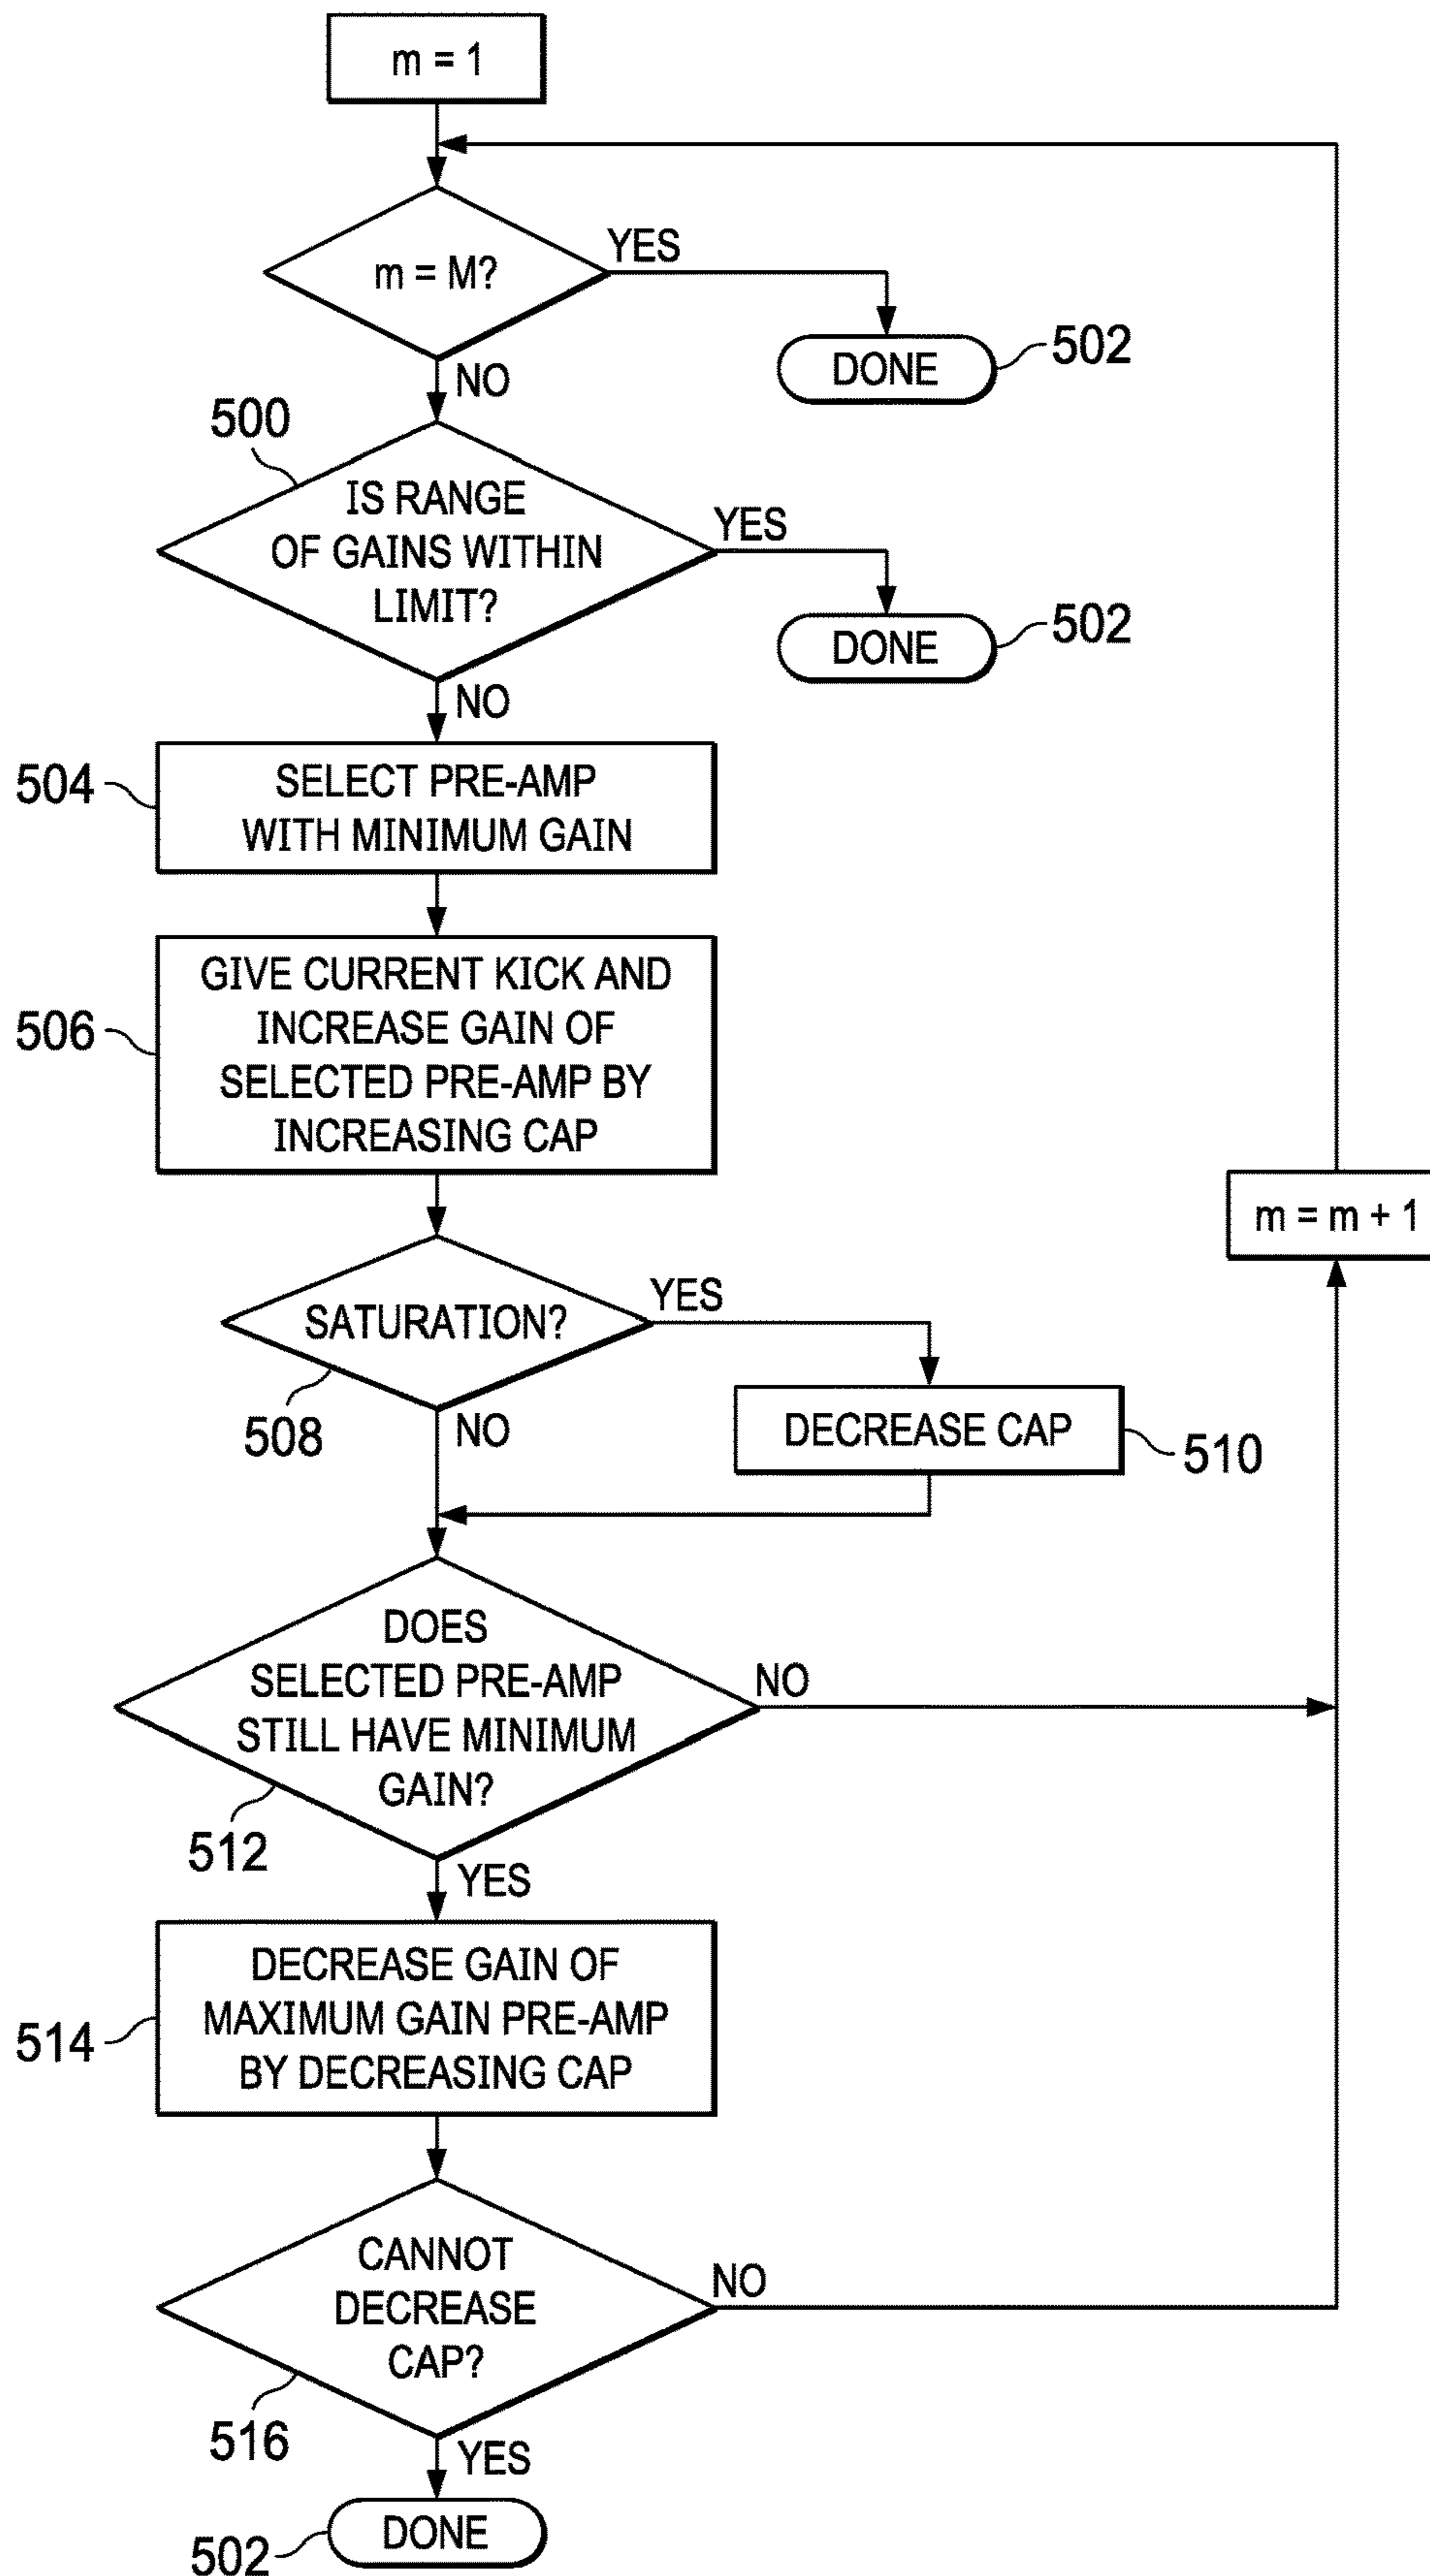 m = 1
m = M?
YES
DONE
502
NO
500
IS RANGE
OF GAINS WITHIN
LIMIT?
YES
DONE
502
NO
504
SELECT PRE-AMP
WITH MINIMUM GAIN
506
GIVE CURRENT KICK AND
INCREASE GAIN OF
SELECTED PRE-AMP BY
INCREASING CAP
m = m + 1
SATURATION?
YES
508
NO
DECREASE CAP
510
DOES
SELECTED PRE-AMP
STILL HAVE MINIMUM
GAIN?
NO
512
YES
514
DECREASE GAIN OF
MAXIMUM GAIN PRE-AMP
BY DECREASING CAP
CANNOT
DECREASE
CAP?
NO
516
YES
DONE
502